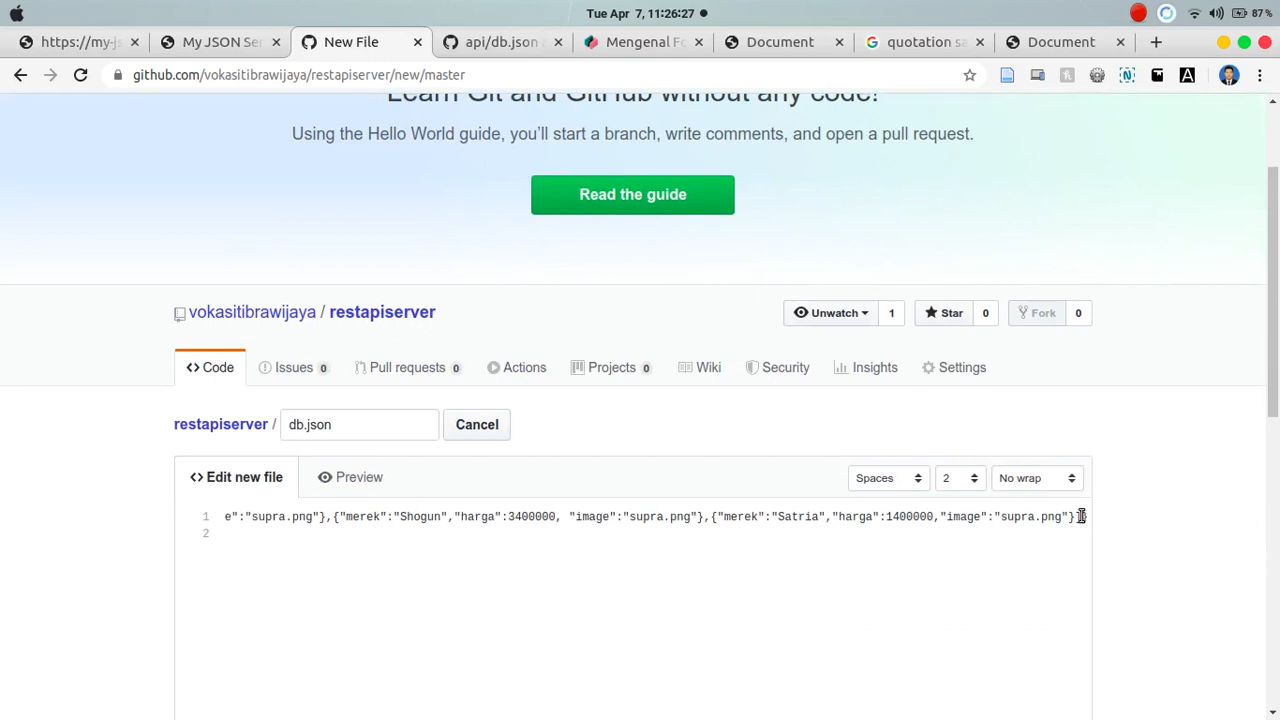 Tue Apr 7, 11:26:27
87 %
https://my-js
My JSON Ser
New File
api/db.json a
Mengenal Fo
Document
quotation sa
Document
github.com/vokasitibrawijaya/restapiserver/new/master
A
Learn Git and GitHub without any code!
Using the Hello World guide, you’ll start a branch, write comments, and open a pull request.
Read the guide
vokasitibrawijaya / restapiserver
Unwatch 1 Star 0 Fork 0
Code Issues 0 Pull requests 0 Actions Projects 0 Wiki Security Insights Settings
restapiserver / db.json Cancel
Edit new file Preview Spaces 2 No wrap
1 e":"supra.png"},{"merek":"Shogun","harga":3400000, "image":"supra.png"},{"merek":"Satria","harga":1400000,"image":"supra.png"}
2